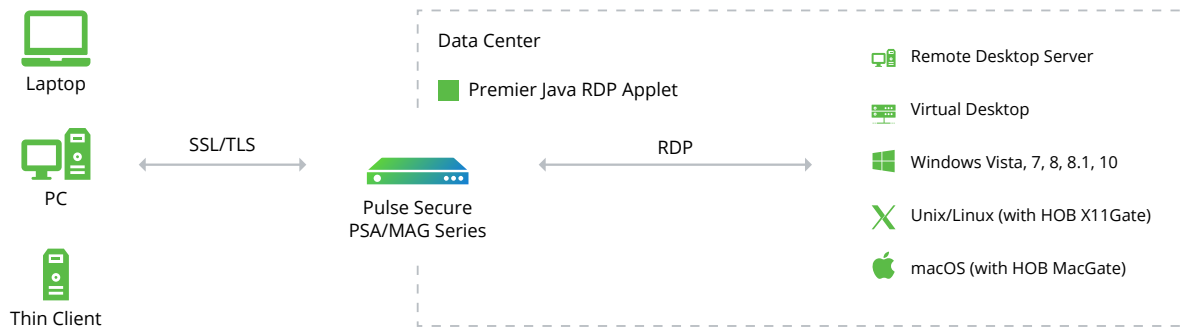 Laptop
PC
Thin Client
SSL/TLS
Data Center
Premier Java RDP Applet
Pulse Secure
PSA/MAG Series
RDP
Remote Desktop Server
Virtual Desktop
Windows Vista, 7, 8, 8.1, 10
Unix/Linux (with HOB X11Gate)
macOS (with HOB MacGate)